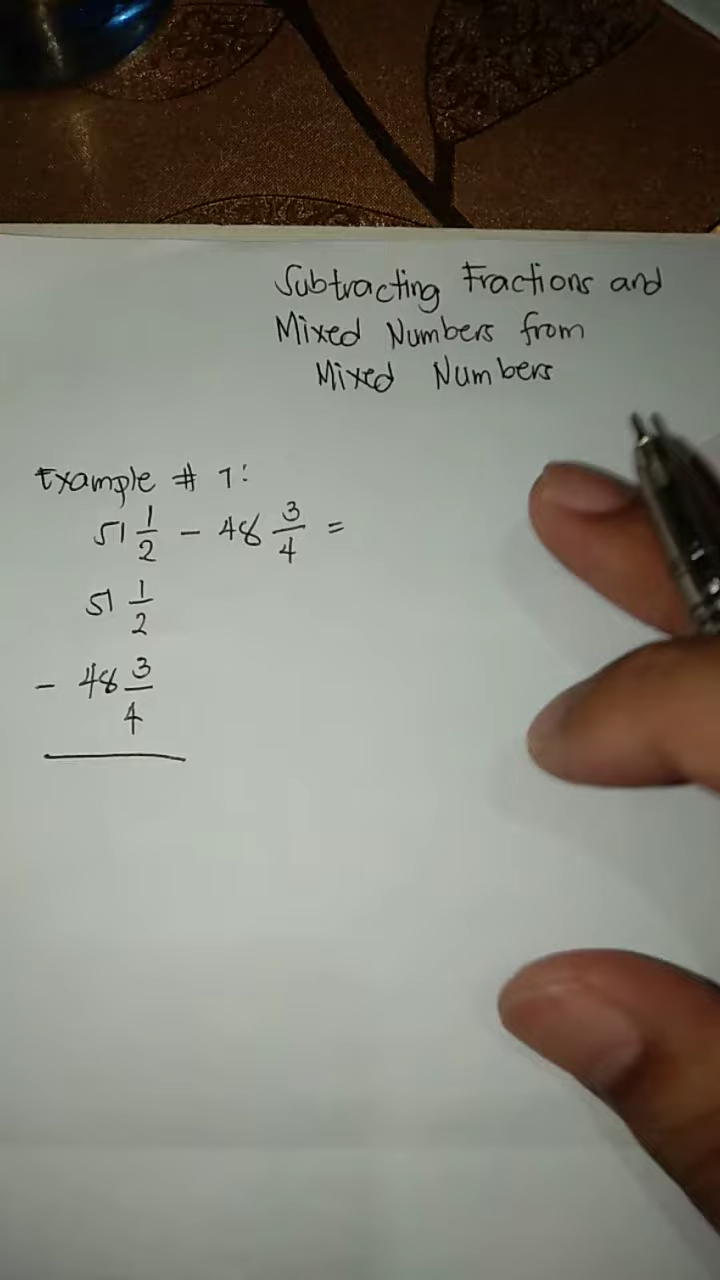 Subtracting Fractions and
Mixed Numbers from
Mixed Numbers
Example # 1:
51 1/2 - 48 3/4 =
51 1/2
- 48 3/4